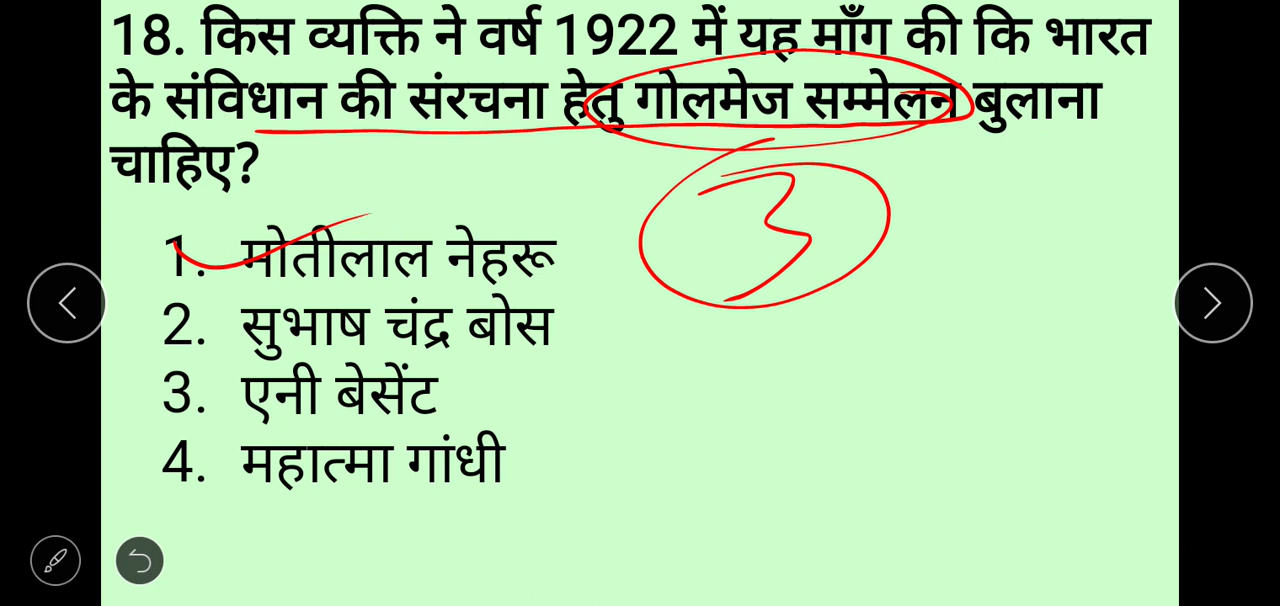 18. किस व्यक्ति ने वर्ष 1922 में यह माँग की कि भारत
के संविधान की संरचना हेतु गोलमेज सम्मेलन बुलाना
चाहिए?
3
1. मोतीलाल नेहरू
2. सुभाष चंद्र बोस
3. एनी बेसेंट
4. महात्मा गांधी